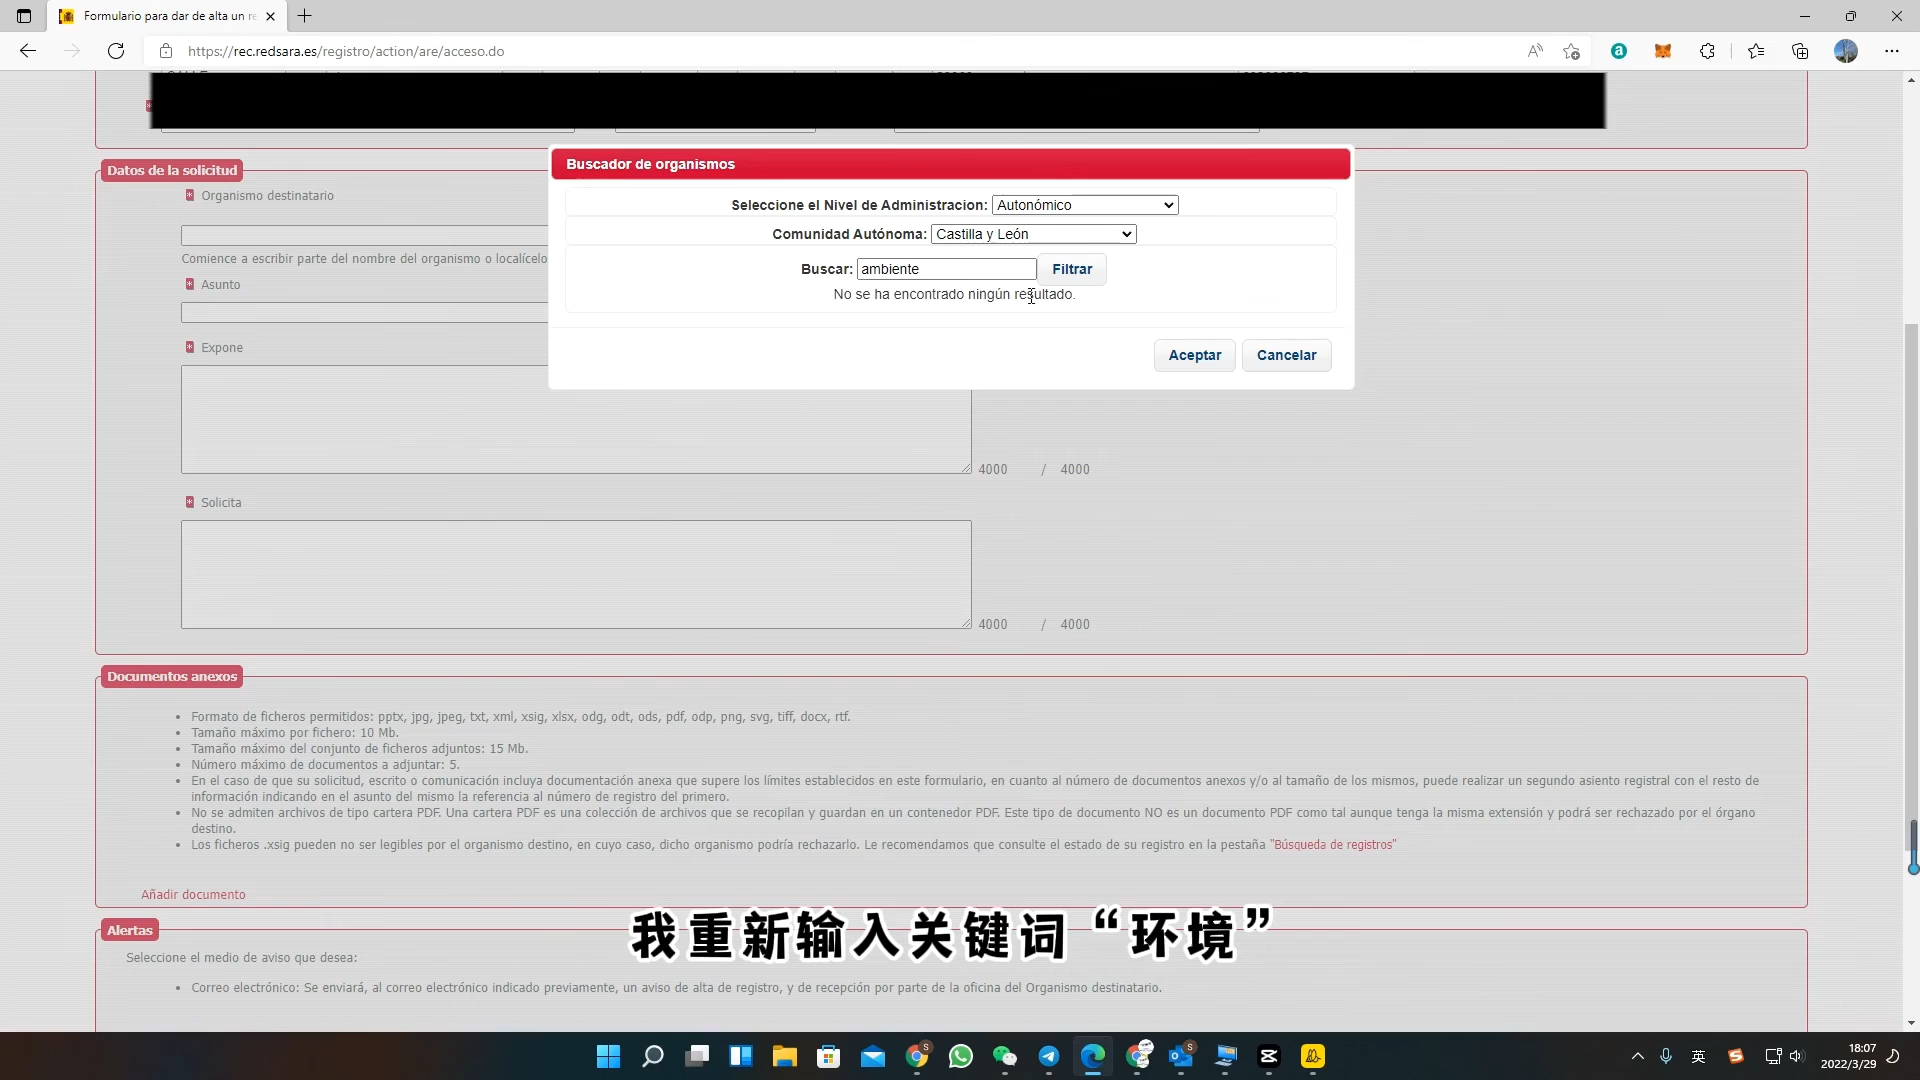 Formulario para dar de alta un re
https://rec.redsara.es/registro/action/are/acceso.do
Datos de la solicitud
Organismo destinatario
Comience a escribir parte del nombre del organismo o localícelo
Asunto
Expone
4000 / 4000
Solicita
4000 / 4000
Buscador de organismos
Seleccione el Nivel de Administracion: Autonómico
Comunidad Autónoma: Castilla y León
Buscar: ambiente Filtrar
No se ha encontrado ningún resultado.
Aceptar Cancelar
Documentos anexos
• Formato de ficheros permitidos: pptx, jpg, jpeg, txt, xml, xsig, xlsx, odg, odt, ods, pdf, odp, png, svg, tiff, docx, rtf.
• Tamaño máximo por fichero: 10 Mb.
• Tamaño máximo del conjunto de ficheros adjuntos: 15 Mb.
• Número máximo de documentos a adjuntar: 5.
• En el caso de que su solicitud, escrito o comunicación incluya documentación anexa que supere los límites establecidos en este formulario, en cuanto al número de documentos anexos y/o al tamaño de los mismos, puede realizar un segundo asiento registral con el resto de
información indicando en el asunto del mismo la referencia al número de registro del primero.
• No se admiten archivos de tipo cartera PDF. Una cartera PDF es una colección de archivos que se recopilan y guardan en un contenedor PDF. Este tipo de documento NO es un documento PDF como tal aunque tenga la misma extensión y podrá ser rechazado por el órgano
destino.
• Los ficheros .xsig pueden no ser legibles por el organismo destino, en cuyo caso, dicho organismo podría rechazarlo. Le recomendamos que consulte el estado de su registro en la pestaña "Búsqueda de registros"
Añadir documento
Alertas
Seleccione el medio de aviso que desea:
• Correo electrónico: Se enviará, al correo electrónico indicado previamente, un aviso de alta de registro, y de recepción por parte de la oficina del Organismo destinatario.
我重新输入关键词“环境”
英
18:07
2022/3/29